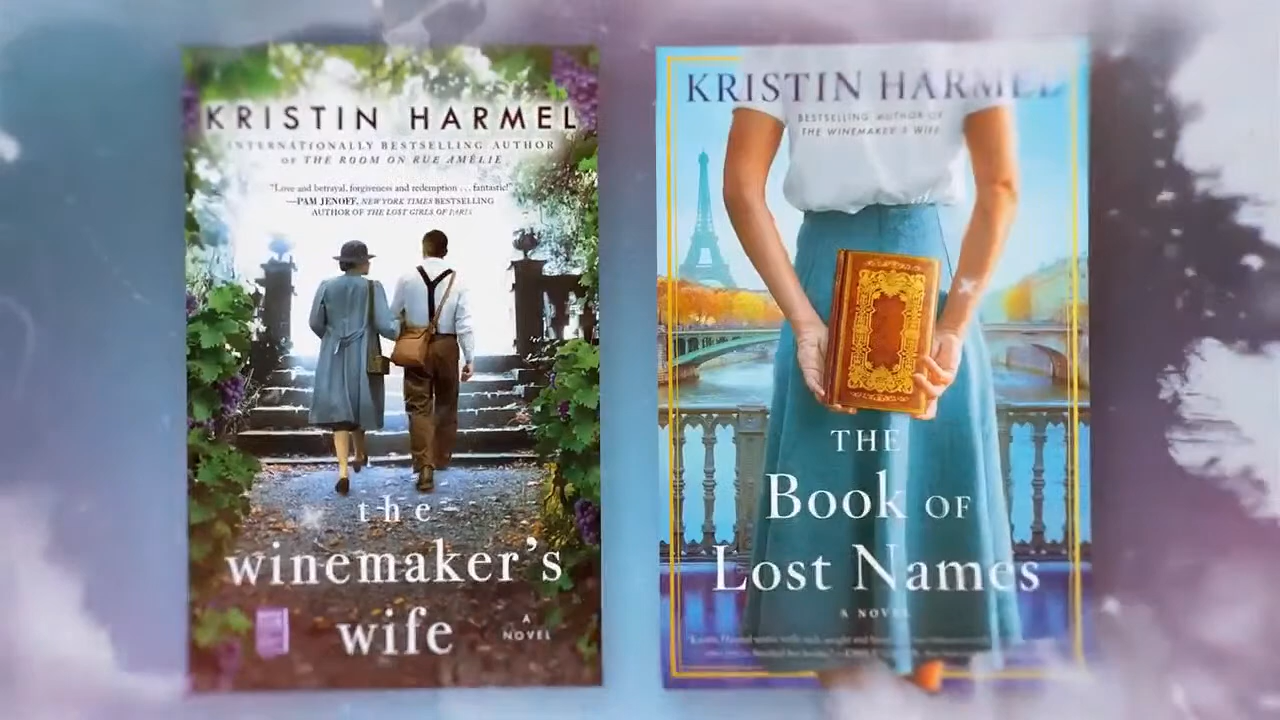 KRISTIN HARMEL
INTERNATIONALLY BESTSELLING AUTHOR
OF THE ROOM ON RUE AMÉLIE
"Love and betrayal, forgiveness and redemption . . . fantastic!"
—PAM JENOFF, NEW YORK TIMES BESTSELLING
AUTHOR OF THE LOST GIRLS OF PARIS
the
winemaker's
wife
A
NOVEL
KRISTIN HARMEL
BESTSELLING AUTHOR OF
THE WINEMAKER'S WIFE
THE
Book OF
Lost Names
A NOVEL